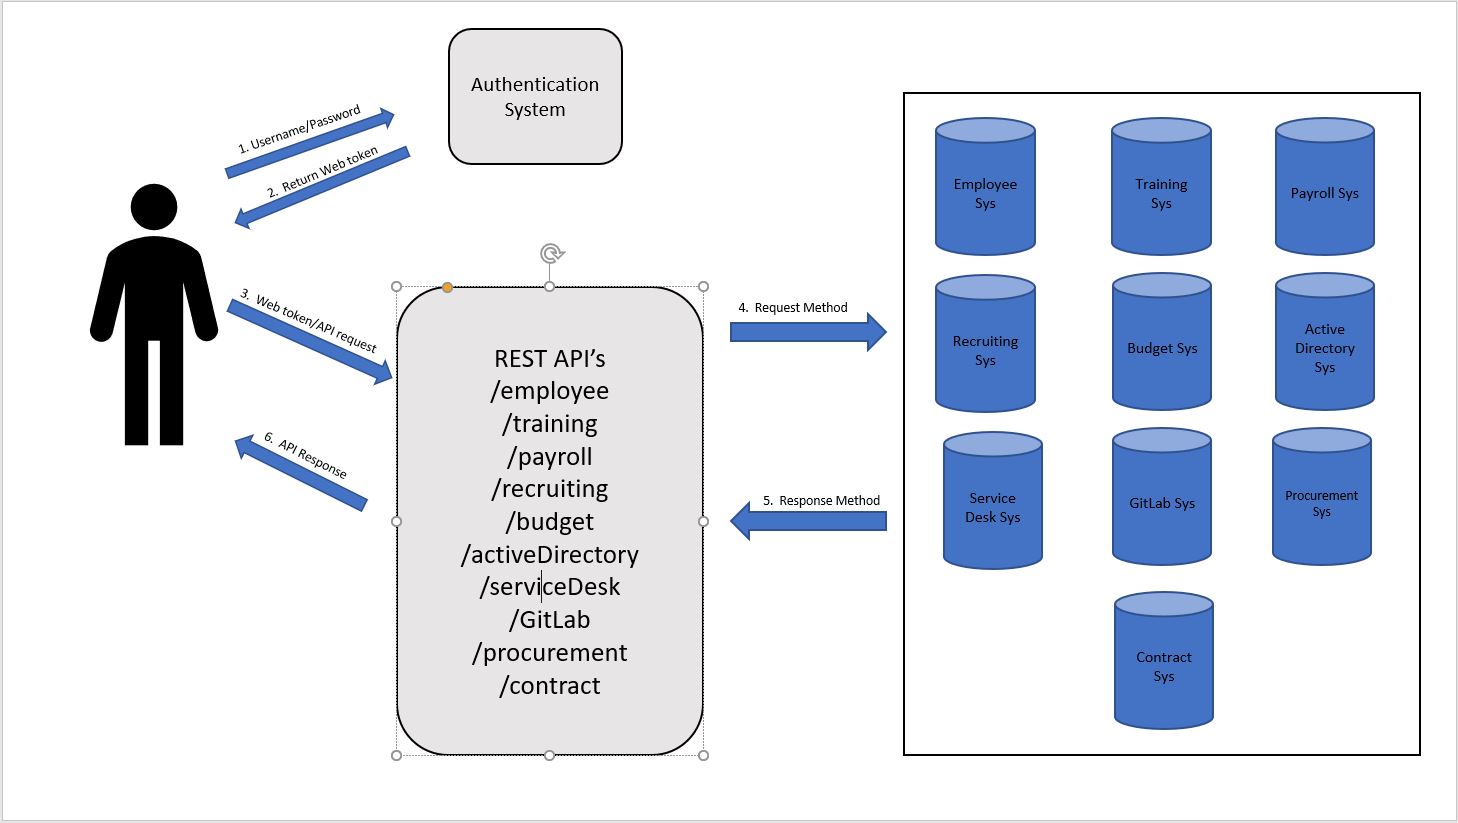 Authentication
System
1. Username/Password
2. Return Web token
3. Web token/API request
6. API Response
REST API’s
/employee
/training
/payroll
/recruiting
/budget
/activeDirectory
/serviceDesk
/GitLab
/procurement
/contract
4. Request Method
5. Response Method
Employee
Sys
Training
Sys
Payroll Sys
Recruiting
Sys
Budget Sys
Active
Directory
Sys
Service
Desk Sys
GitLab Sys
Procurement
Sys
Contract
Sys